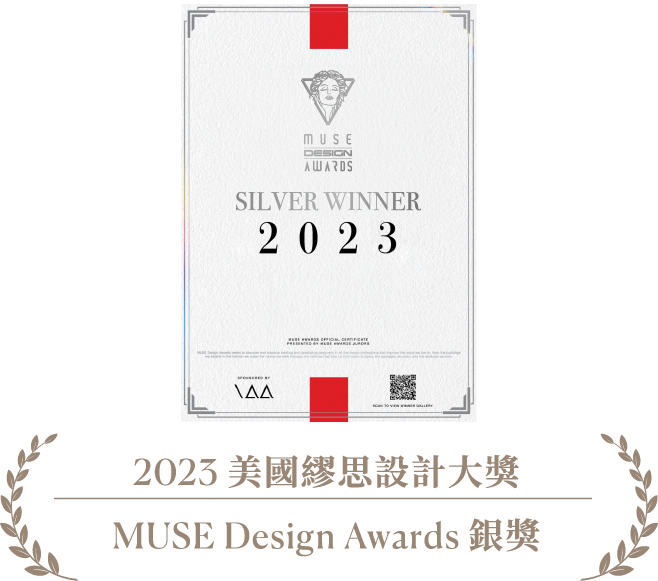 MUSE
DESIGN
AWARDS
SILVER WINNER
2023
MUSE AWARDS OFFICIAL CERTIFICATE
PRESENTED BY MUSE AWARDS JURORS
SPONSORED BY
SCAN TO VIEW WINNER GALLERY
2023 美國繆思設計大獎
MUSE Design Awards 銀獎